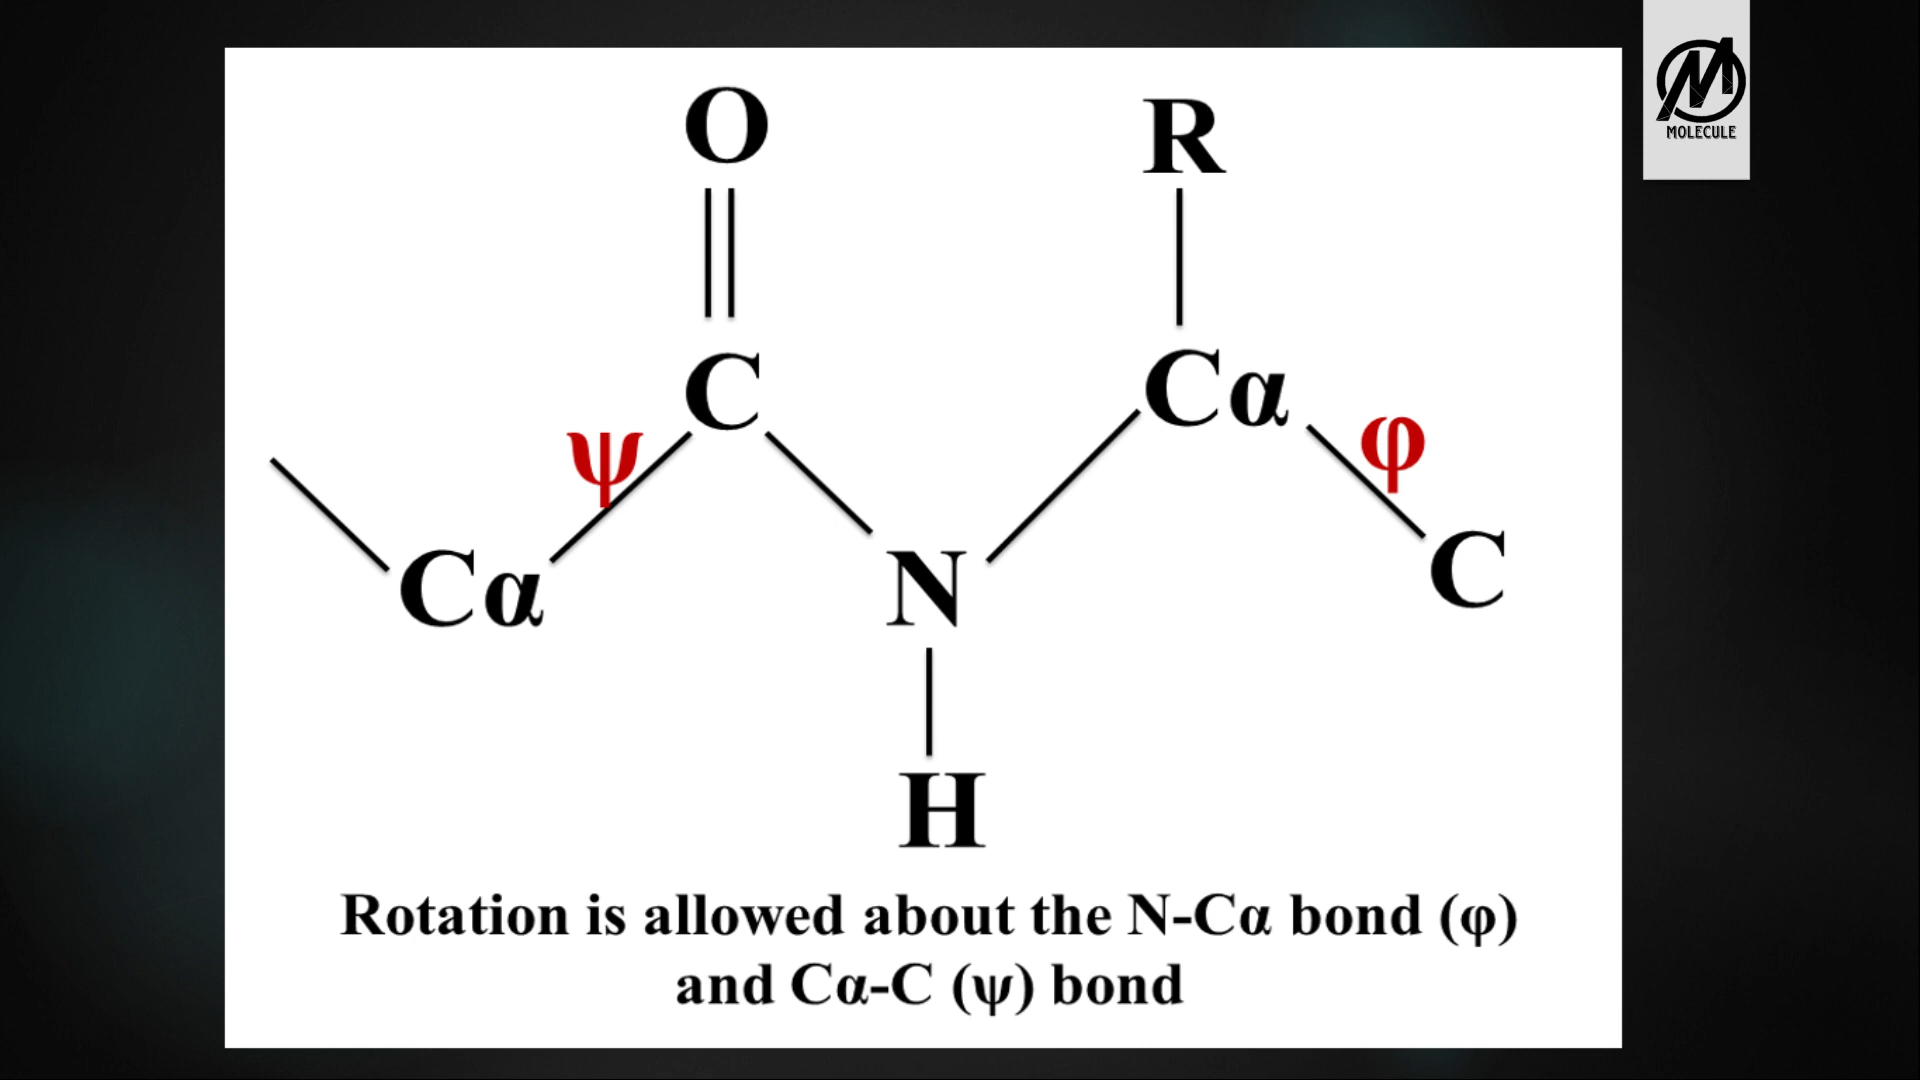 O
R
MOLECULE
C
Cα
ψ
φ
Cα
N
C
H
Rotation is allowed about the N-Cα bond (φ)
and Cα-C (ψ) bond